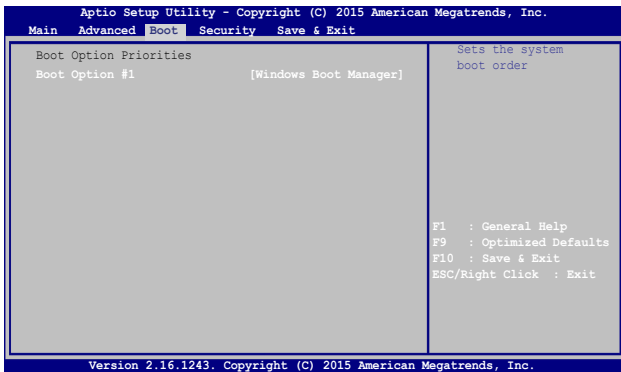 Aptio Setup Utility - Copyright (C) 2015 American Megatrends, Inc.
Main Advanced Boot Security Save & Exit
Boot Option Priorities
Boot Option #1 [Windows Boot Manager]
Sets the system
boot order
F1 : General Help
F9 : Optimized Defaults
F10 : Save & Exit
ESC/Right Click : Exit
Version 2.16.1243. Copyright (C) 2015 American Megatrends, Inc.